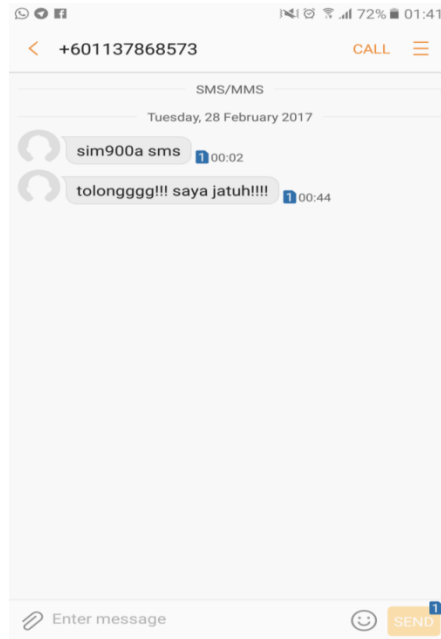 72% 01:41
+601137868573 CALL
SMS/MMS
Tuesday, 28 February 2017
sim900a sms 1 00:02
tolongggg!!! saya jatuh!!!! 1 00:44
Enter message SEND 1